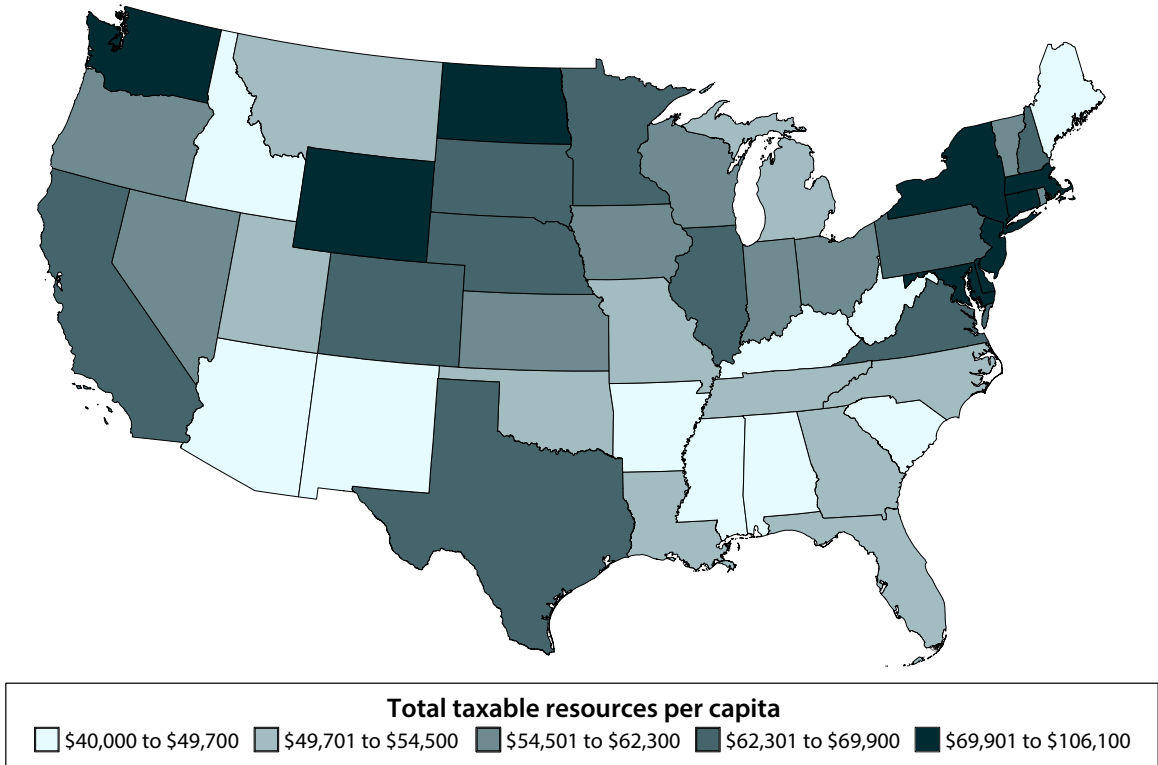 Total taxable resources per capita
$40,000 to $49,700 $49,701 to $54,500 $54,501 to $62,300 $62,301 to $69,900 $69,901 to $106,100